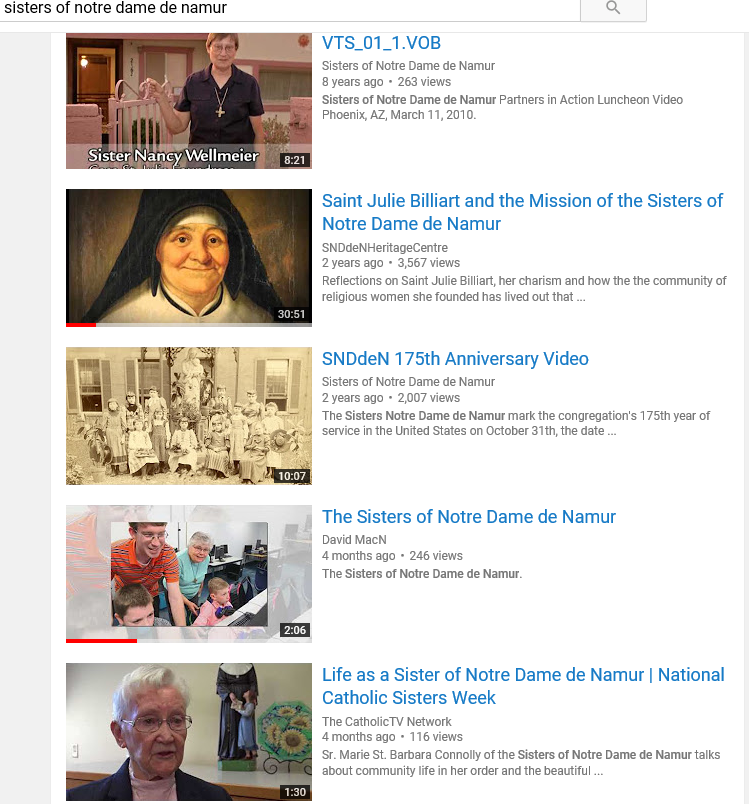 sisters of notre dame de namur
VTS_01_1.VOB
Sisters of Notre Dame de Namur
8 years ago • 263 views
Sisters of Notre Dame de Namur Partners in Action Luncheon Video
Phoenix, AZ, March 11, 2010.
Sister Nancy Wellmeier
8:21
Saint Julie Billiart and the Mission of the Sisters of
Notre Dame de Namur
SNDdeNHeritageCentre
2 years ago • 3,567 views
Reflections on Saint Julie Billiart, her charism and how the the community of
religious women she founded has lived out that ...
30:51
SNDdeN 175th Anniversary Video
Sisters of Notre Dame de Namur
2 years ago • 2,007 views
The Sisters Notre Dame de Namur mark the congregation's 175th year of
service in the United States on October 31th, the date ...
10:07
The Sisters of Notre Dame de Namur
David MacN
4 months ago • 246 views
The Sisters of Notre Dame de Namur.
2:06
Life as a Sister of Notre Dame de Namur | National
Catholic Sisters Week
The CatholicTV Network
4 months ago • 116 views
Sr. Marie St. Barbara Connolly of the Sisters of Notre Dame de Namur talks
about community life in her order and the beautiful ...
1:30